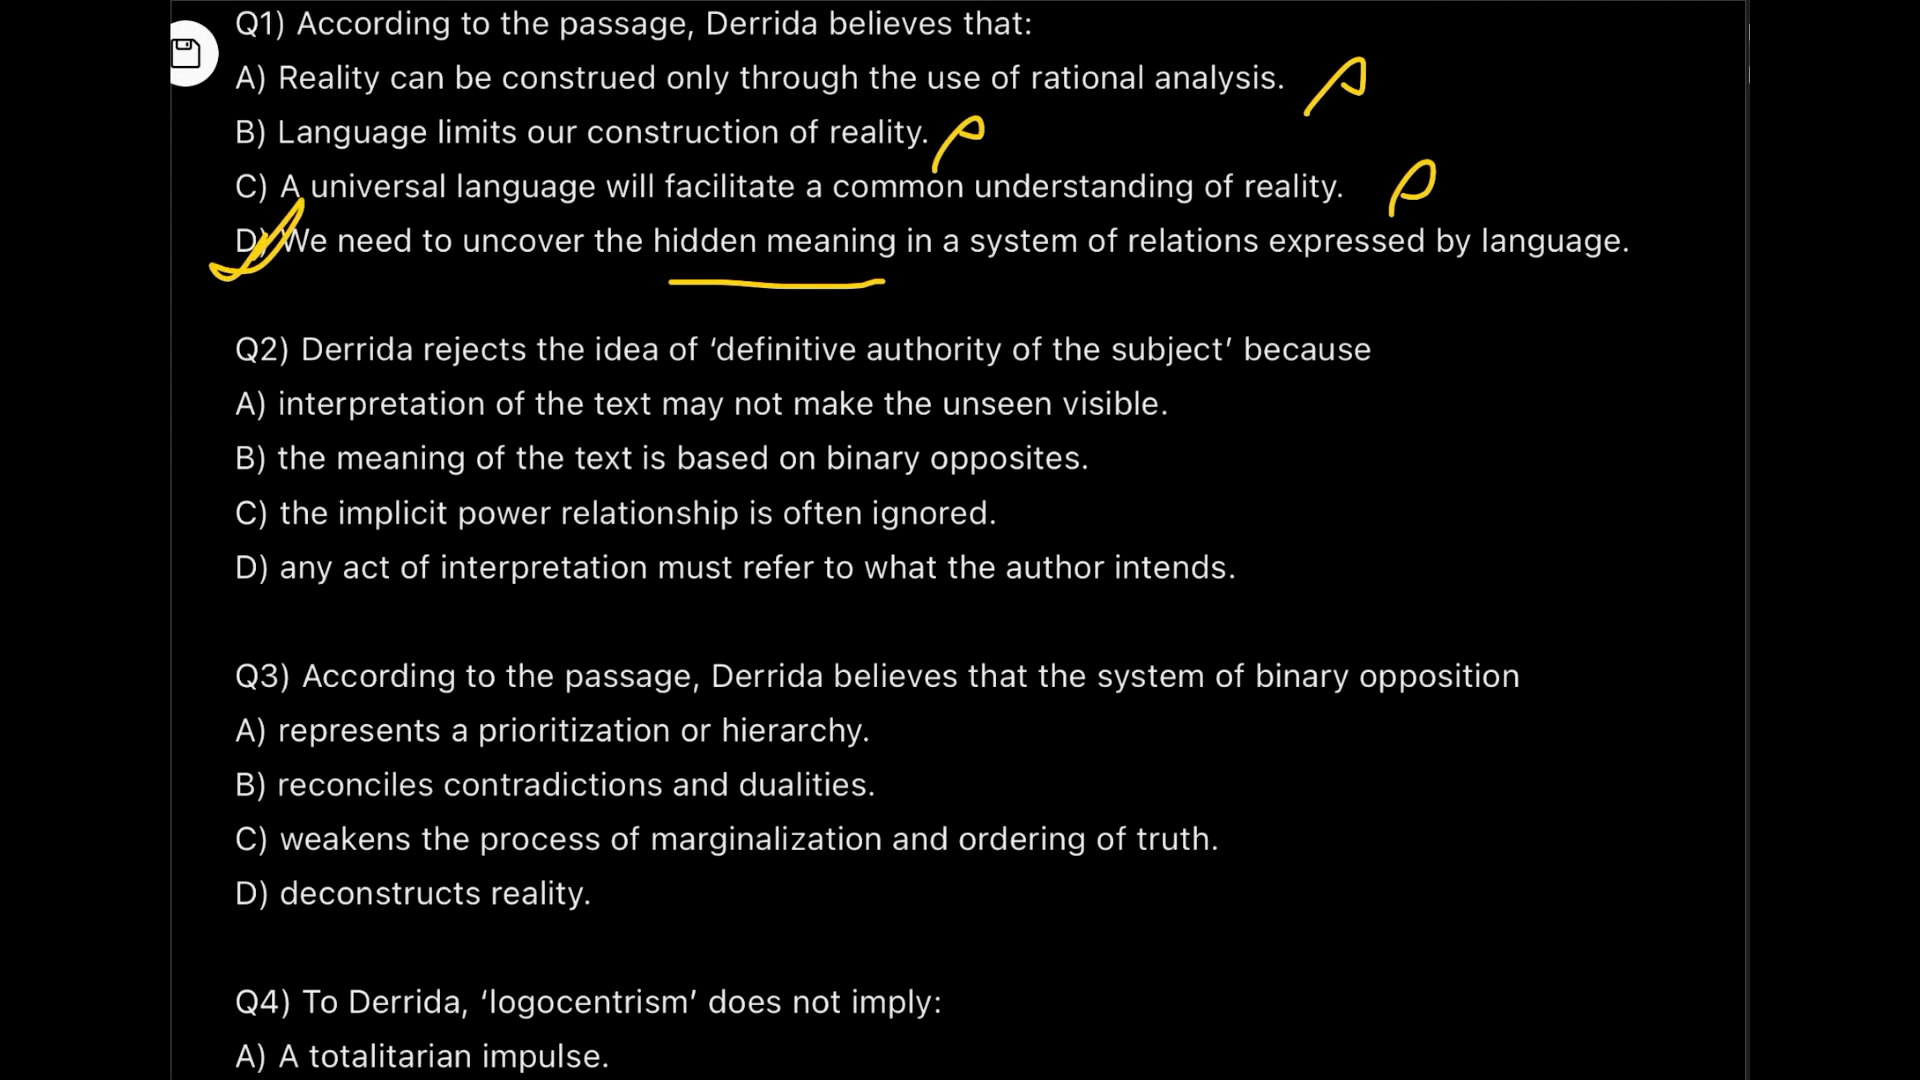 Q1) According to the passage, Derrida believes that:
A) Reality can be construed only through the use of rational analysis.
B) Language limits our construction of reality.
C) A universal language will facilitate a common understanding of reality.
D) We need to uncover the hidden meaning in a system of relations expressed by language.
Q2) Derrida rejects the idea of ‘definitive authority of the subject’ because
A) interpretation of the text may not make the unseen visible.
B) the meaning of the text is based on binary opposites.
C) the implicit power relationship is often ignored.
D) any act of interpretation must refer to what the author intends.
Q3) According to the passage, Derrida believes that the system of binary opposition
A) represents a prioritization or hierarchy.
B) reconciles contradictions and dualities.
C) weakens the process of marginalization and ordering of truth.
D) deconstructs reality.
Q4) To Derrida, ‘logocentrism’ does not imply:
A) A totalitarian impulse.